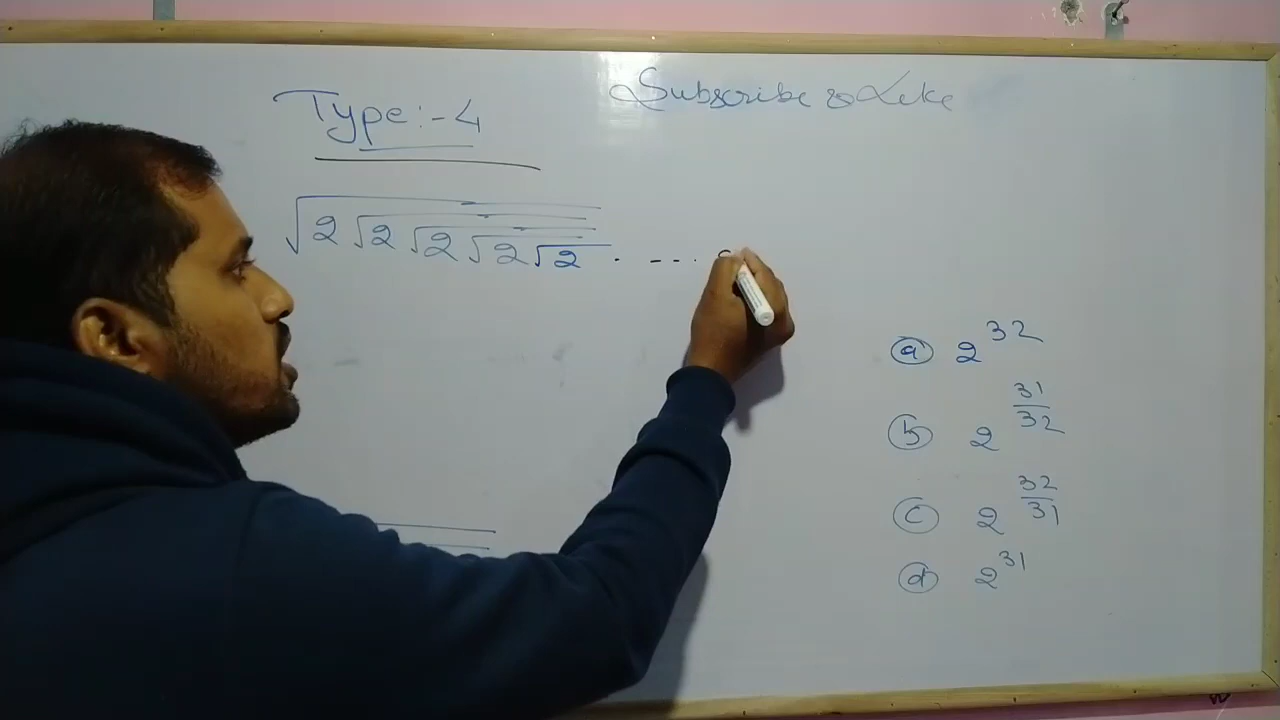 Subscribe & Like
Type:-4
√2√2√2√2√2. ---.
ⓐ 2^32
ⓑ 2^31/32
ⓒ 2^32/31
ⓓ 2^31